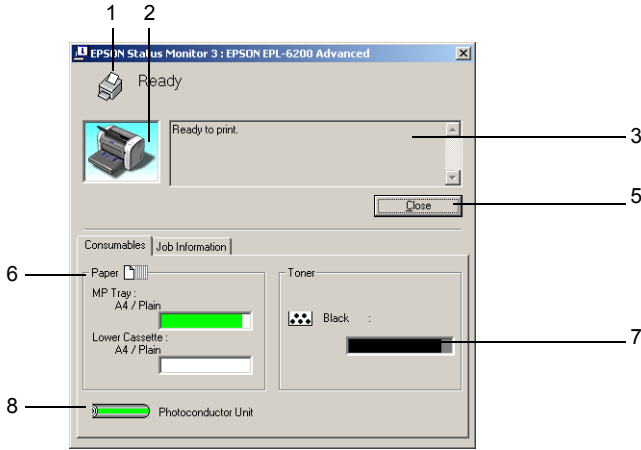 1 2
EPSON Status Monitor 3 : EPSON EPL-6200 Advanced
Ready
Ready to print.
3
Close
5
Consumables Job Information
6
Paper
MP Tray :
A4 / Plain
Lower Cassette :
A4 / Plain
Toner
Black :
7
8
Photoconductor Unit